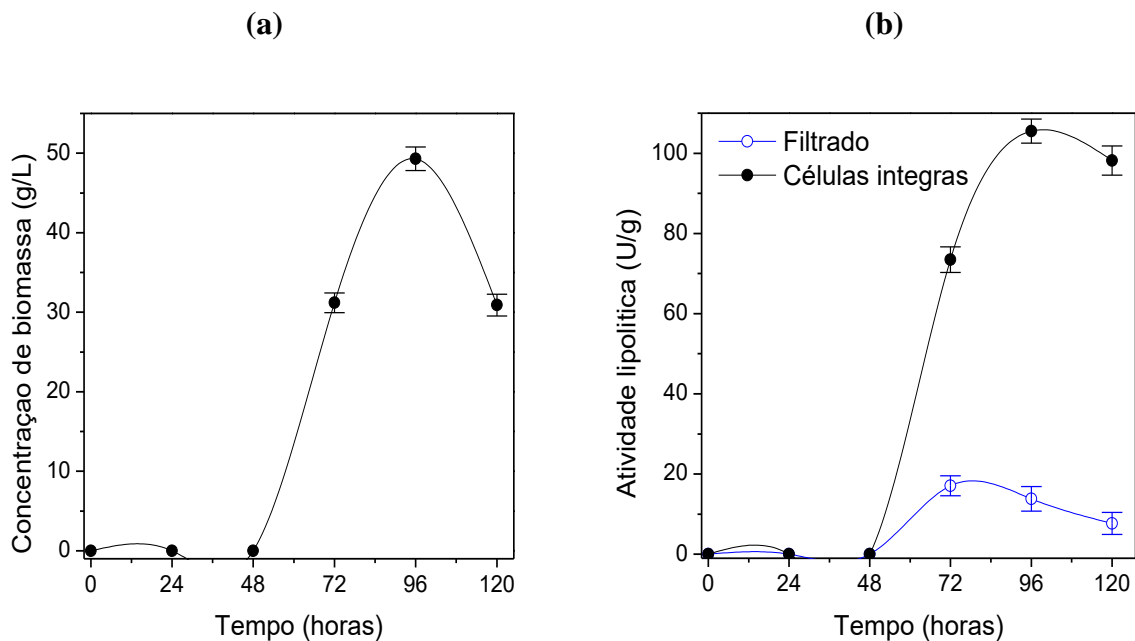 (a)
(b)
Concentraçao de biomassa (g/L)
50
40
30
20
10
0
0 24 48 72 96 120
Tempo (horas)
Atividade lipolitica (U/g)
Filtrado
Células integras
100
80
60
40
20
0
0 24 48 72 96 120
Tempo (horas)